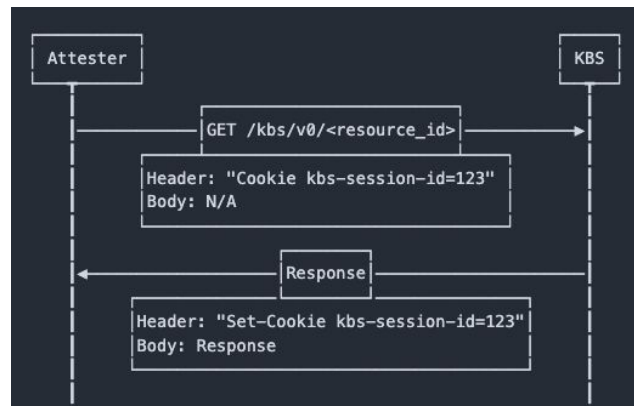 Attester
KBS
GET /kbs/v0/<resource_id>
Header: "Cookie kbs-session-id=123"
Body: N/A
Response
Header: "Set-Cookie kbs-session-id=123"
Body: Response